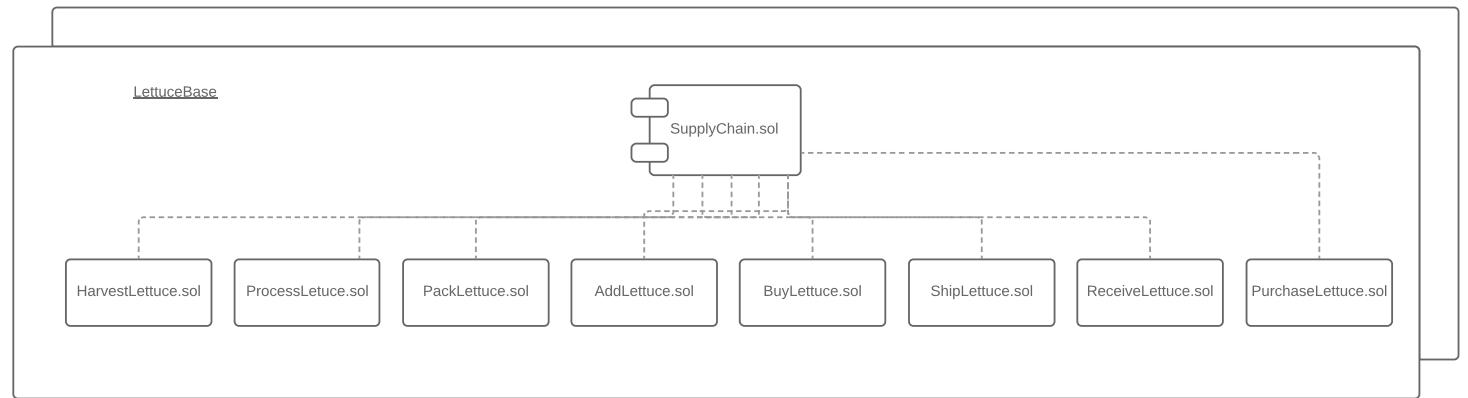 LettuceBase
SupplyChain.sol
HarvestLettuce.sol
ProcessLetuce.sol
PackLettuce.sol
AddLettuce.sol
BuyLettuce.sol
ShipLettuce.sol
ReceiveLettuce.sol
PurchaseLettuce.sol